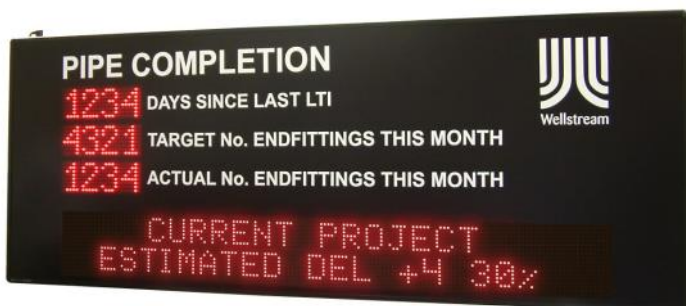 PIPE COMPLETION
1234 DAYS SINCE LAST LTI
4321 TARGET No. ENDFITTINGS THIS MONTH
1234 ACTUAL No. ENDFITTINGS THIS MONTH
Wellstream
CURRENT PROJECT
ESTIMATED DEL +4 30%